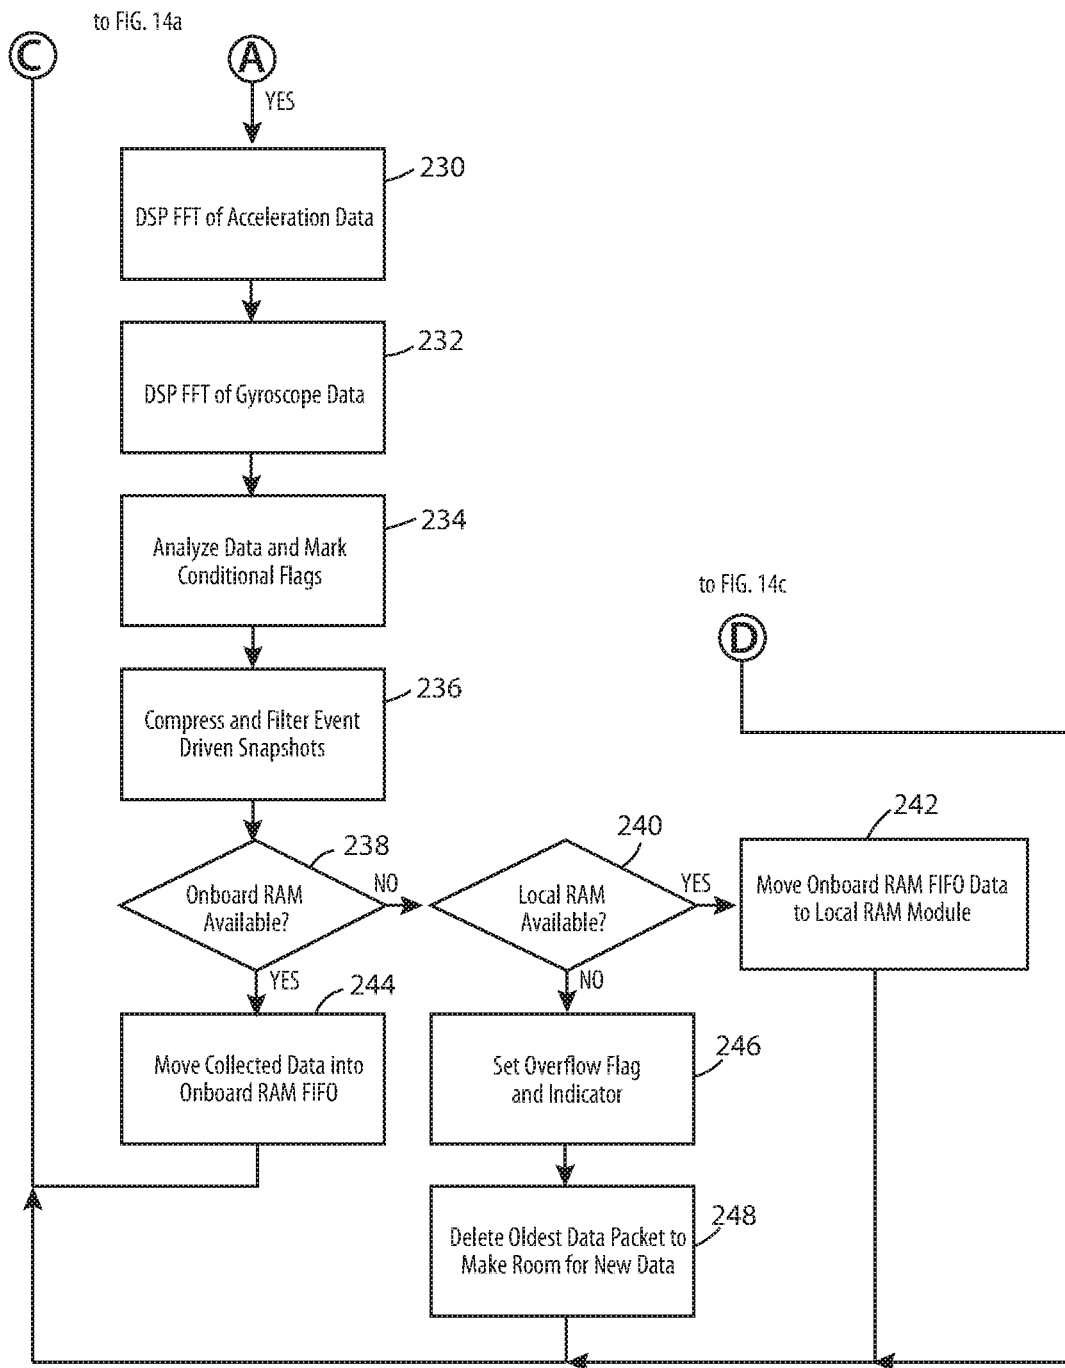 to FIG. 14a
C
A
YES
230
DSP FFT of Acceleration Data
232
DSP FFT of Gyroscope Data
234
Analyze Data and Mark
Conditional Flags
to FIG. 14c
D
236
Compress and Filter Event
Driven Snapshots
238
Onboard RAM
Available?
NO
240
Local RAM
Available?
YES
242
Move Onboard RAM FIFO Data
to Local RAM Module
YES
NO
244
Move Collected Data into
Onboard RAM FIFO
246
Set Overflow Flag
and Indicator
248
Delete Oldest Data Packet to
Make Room for New Data